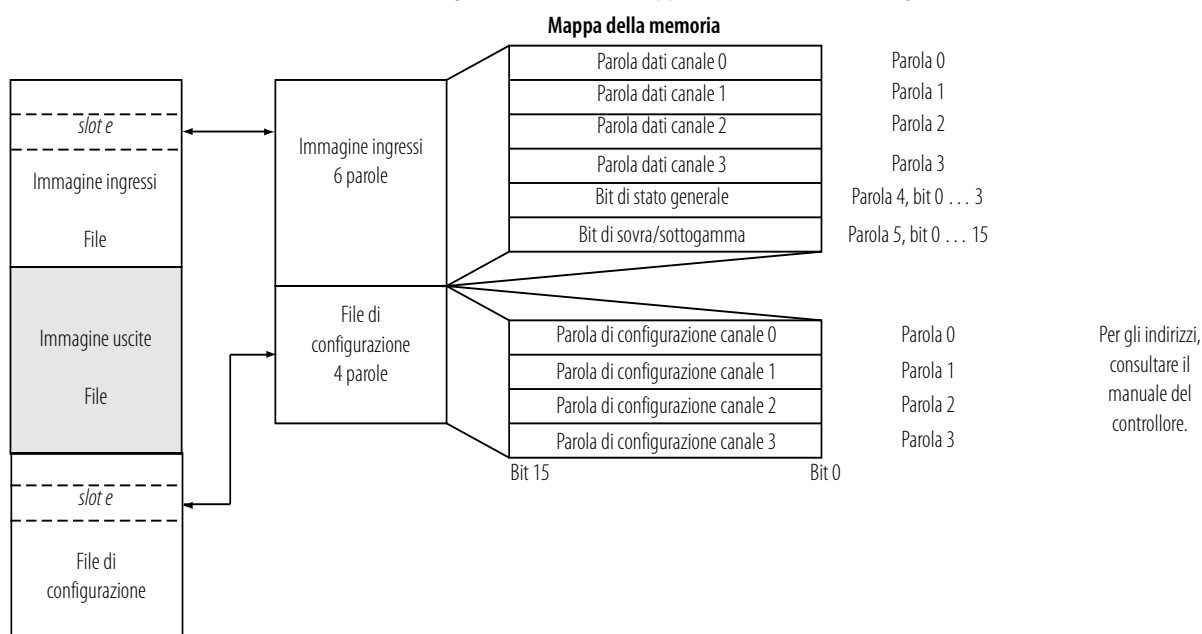 Mappa della memoria
slot e
Immagine ingressi
File
Immagine uscite
File
slot e
File di
configurazione
Immagine ingressi
6 parole
File di
configurazione
4 parole
Parola dati canale 0
Parola 0
Parola dati canale 1
Parola 1
Parola dati canale 2
Parola 2
Parola dati canale 3
Parola 3
Bit di stato generale
Parola 4, bit 0 … 3
Bit di sovra/sottogamma
Parola 5, bit 0 … 15
Parola di configurazione canale 0
Parola 0
Parola di configurazione canale 1
Parola 1
Parola di configurazione canale 2
Parola 2
Parola di configurazione canale 3
Parola 3
Bit 15
Bit 0
Per gli indirizzi,
consultare il
manuale del
controllore.